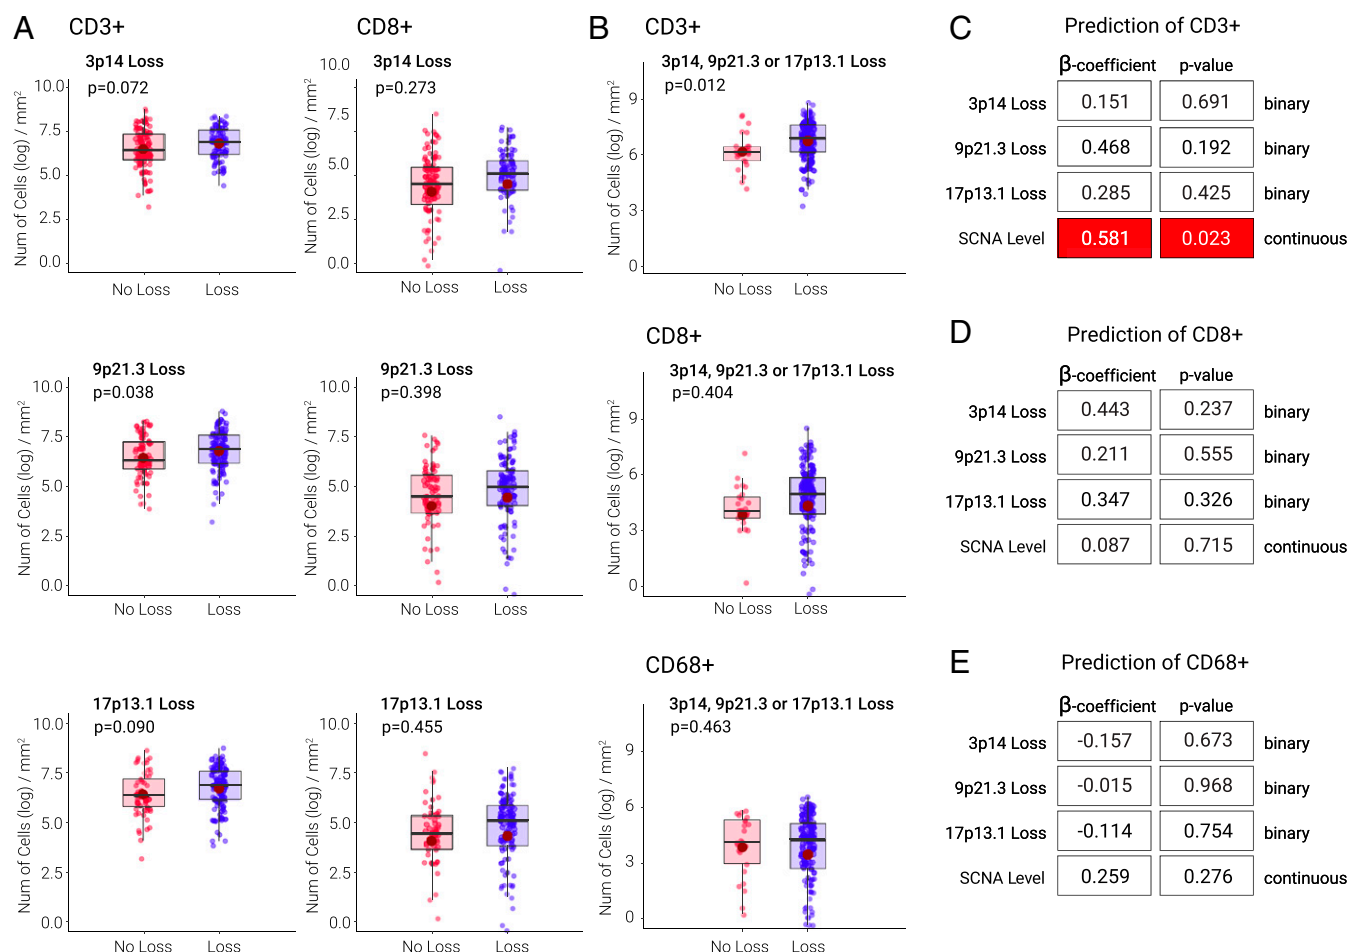 A
CD3+
3p14 Loss
p=0.072
Num of Cells (log) / mm²
10.0
7.5
5.0
2.5
0.0
No Loss
Loss
CD8+
3p14 Loss
p=0.273
Num of Cells (log) / mm²
10.0
7.5
5.0
2.5
0.0
No Loss
Loss
9p21.3 Loss
p=0.038
Num of Cells (log) / mm²
10.0
7.5
5.0
2.5
0.0
No Loss
Loss
9p21.3 Loss
p=0.398
Num of Cells (log) / mm²
10.0
7.5
5.0
2.5
0.0
No Loss
Loss
17p13.1 Loss
p=0.090
Num of Cells (log) / mm²
10.0
7.5
5.0
2.5
0.0
No Loss
Loss
17p13.1 Loss
p=0.455
Num of Cells (log) / mm²
10.0
7.5
5.0
2.5
0.0
No Loss
Loss
B
CD3+
3p14, 9p21.3 or 17p13.1 Loss
p=0.012
Num of Cells (log) / mm²
9
6
3
0
No Loss
Loss
CD8+
3p14, 9p21.3 or 17p13.1 Loss
p=0.404
Num of Cells (log) / mm²
9
6
3
0
No Loss
Loss
CD68+
3p14, 9p21.3 or 17p13.1 Loss
p=0.463
Num of Cells (log) / mm²
9
6
3
0
No Loss
Loss
C
Prediction of CD3+
β-coefficient p-value
3p14 Loss 0.151 0.691 binary
9p21.3 Loss 0.468 0.192 binary
17p13.1 Loss 0.285 0.425 binary
SCNA Level 0.581 0.023 continuous
D
Prediction of CD8+
β-coefficient p-value
3p14 Loss 0.443 0.237 binary
9p21.3 Loss 0.211 0.555 binary
17p13.1 Loss 0.347 0.326 binary
SCNA Level 0.087 0.715 continuous
E
Prediction of CD68+
β-coefficient p-value
3p14 Loss -0.157 0.673 binary
9p21.3 Loss -0.015 0.968 binary
17p13.1 Loss -0.114 0.754 binary
SCNA Level 0.259 0.276 continuous